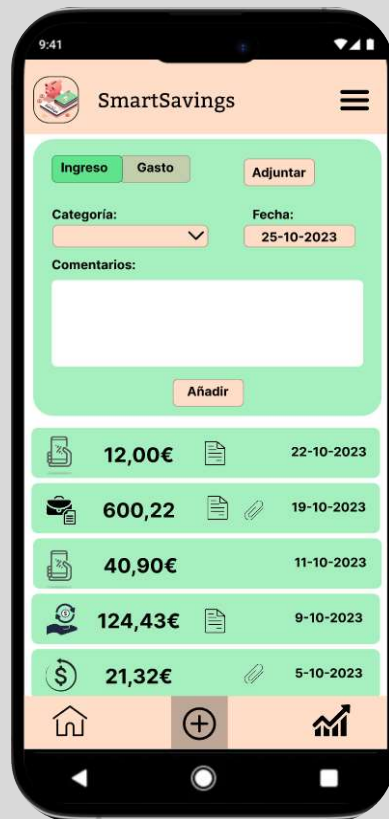 9:41
SmartSavings
Ingreso Gasto Adjuntar
Categoría: Fecha:
25-10-2023
Comentarios:
Añadir
12,00€ 22-10-2023
600,22 19-10-2023
40,90€ 11-10-2023
124,43€ 9-10-2023
21,32€ 5-10-2023